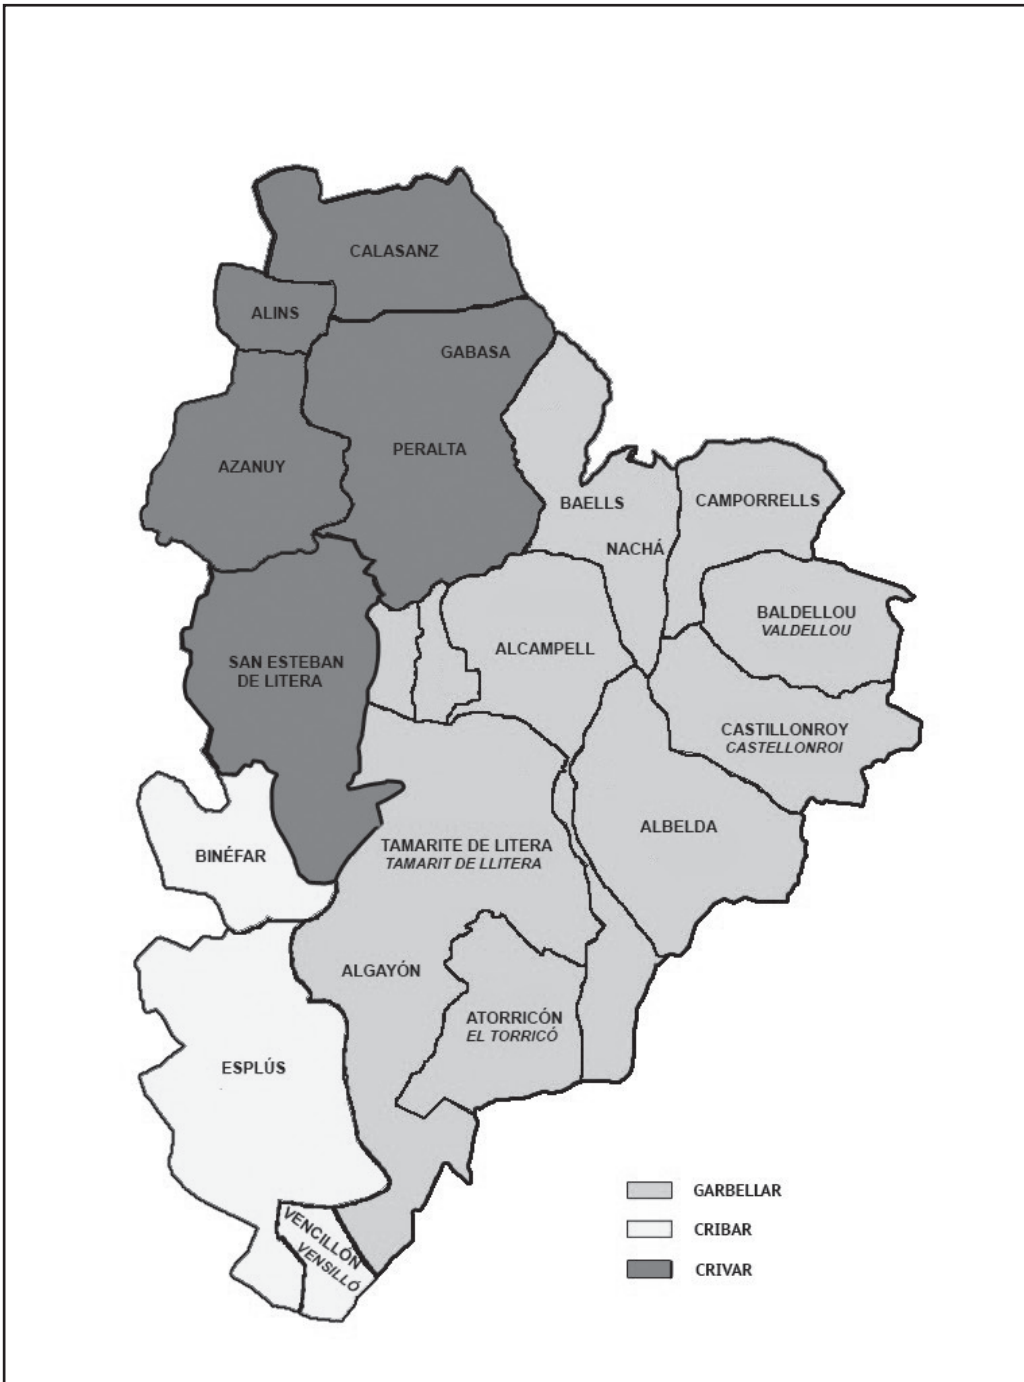 CALASANZ
ALINS
GABASA
PERALTA
AZANUY
BAELLS
CAMPORRELLS
NACHÁ
BALDELLOU
VALDELLOU
ALCAMPELL
SAN ESTEBAN
DE LITERA
CASTILLONROY
CASTELLONROI
ALBELDA
TAMARITE DE LITERA
TAMARIT DE LLITERA
BINÉFAR
ALGAYÓN
ATORRICÓN
EL TORRICÓ
ESPLÚS
VENCILLÓN
VENSILLÓ
GARBELLAR
CRIBAR
CRIVAR